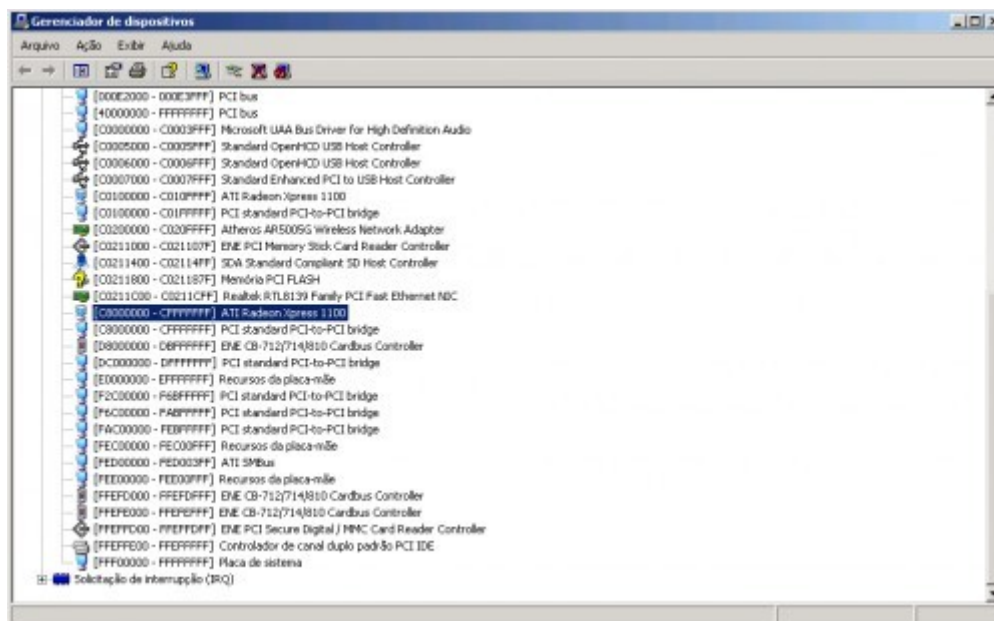 Gerenciador de dispositivos
Arquivo Ação Exibir Ajuda
[000E2000 - 000E3FFF] PCI bus
[40000000 - FFFFFFFF] PCI bus
[C0000000 - C0003FFF] Microsoft UAA Bus Driver for High Definition Audio
[C0005000 - C0005FFF] Standard OpenHCD USB Host Controller
[C0006000 - C0006FFF] Standard OpenHCD USB Host Controller
[C0007000 - C0007FFF] Standard Enhanced PCI to USB Host Controller
[C0100000 - C010FFFF] ATI Radeon Xpress 1100
[C0100000 - C01FFFFF] PCI standard PCI-to-PCI bridge
[C0200000 - C020FFFF] Atheros AR5005G Wireless Network Adapter
[C0211000 - C021107F] ENE PCI Memory Stick Card Reader Controller
[C0211400 - C02114FF] SDA Standard Compliant SD Host Controller
[C0211800 - C021187F] Memória PCI FLASH
[C0211C00 - C0211CFF] Realtek RTL8139 Family PCI Fast Ethernet NIC
[C8000000 - CFFFFFFF] ATI Radeon Xpress 1100
[C8000000 - CFFFFFFF] PCI standard PCI-to-PCI bridge
[D8000000 - DBFFFFFF] ENE CB-712/714/810 Cardbus Controller
[DC000000 - DFFFFFFF] PCI standard PCI-to-PCI bridge
[E0000000 - EFFFFFFF] Recursos da placa-mãe
[F2C00000 - F6BFFFFF] PCI standard PCI-to-PCI bridge
[F6C00000 - FABFFFFF] PCI standard PCI-to-PCI bridge
[FAC00000 - FEBFFFFF] PCI standard PCI-to-PCI bridge
[FEC00000 - FEC00FFF] Recursos da placa-mãe
[FED00000 - FED003FF] ATI SMBus
[FEE00000 - FEE00FFF] Recursos da placa-mãe
[FFEFD000 - FFEFDFFF] ENE CB-712/714/810 Cardbus Controller
[FFEFE000 - FFEFEFFF] ENE CB-712/714/810 Cardbus Controller
[FFEFFD00 - FFEFFDFF] ENE PCI Secure Digital / MMC Card Reader Controller
[FFEFFE00 - FFEFFEFF] Controlador de canal duplo padrão PCI IDE
[FFF00000 - FFFFFFFF] Placa de sistema
Solicitação de interrupção (IRQ)